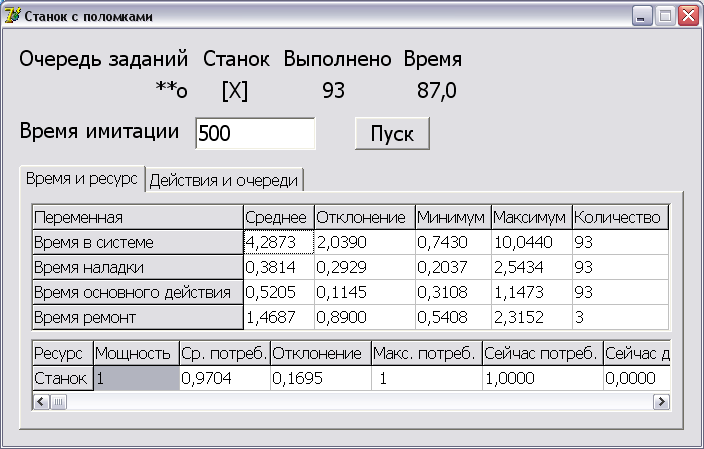 Станок с поломками
Очередь заданий Станок Выполнено Время
**о [X] 93 87,0
Время имитации 500 Пуск
Время и ресурс Действия и очереди
Переменная Среднее Отклонение Минимум Максимум Количество
Время в системе 4,2873 2,0390 0,7430 10,0440 93
Время наладки 0,3814 0,2929 0,2037 2,5434 93
Время основного действия 0,5205 0,1145 0,3108 1,1473 93
Время ремонт 1,4687 0,8900 0,5408 2,3152 3
Ресурс Мощность Ср. потреб. Отклонение Макс. потреб. Сейчас потреб. Сейчас д
Станок 1 0,9704 0,1695 1 1,0000 0,0000